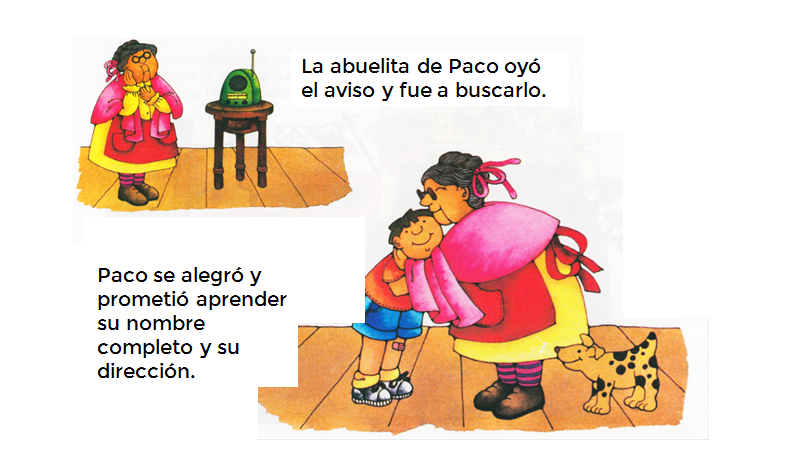 La abuelita de Paco oyó
el aviso y fue a buscarlo.
Paco se alegró y
prometió aprender
su nombre
completo y su
dirección.